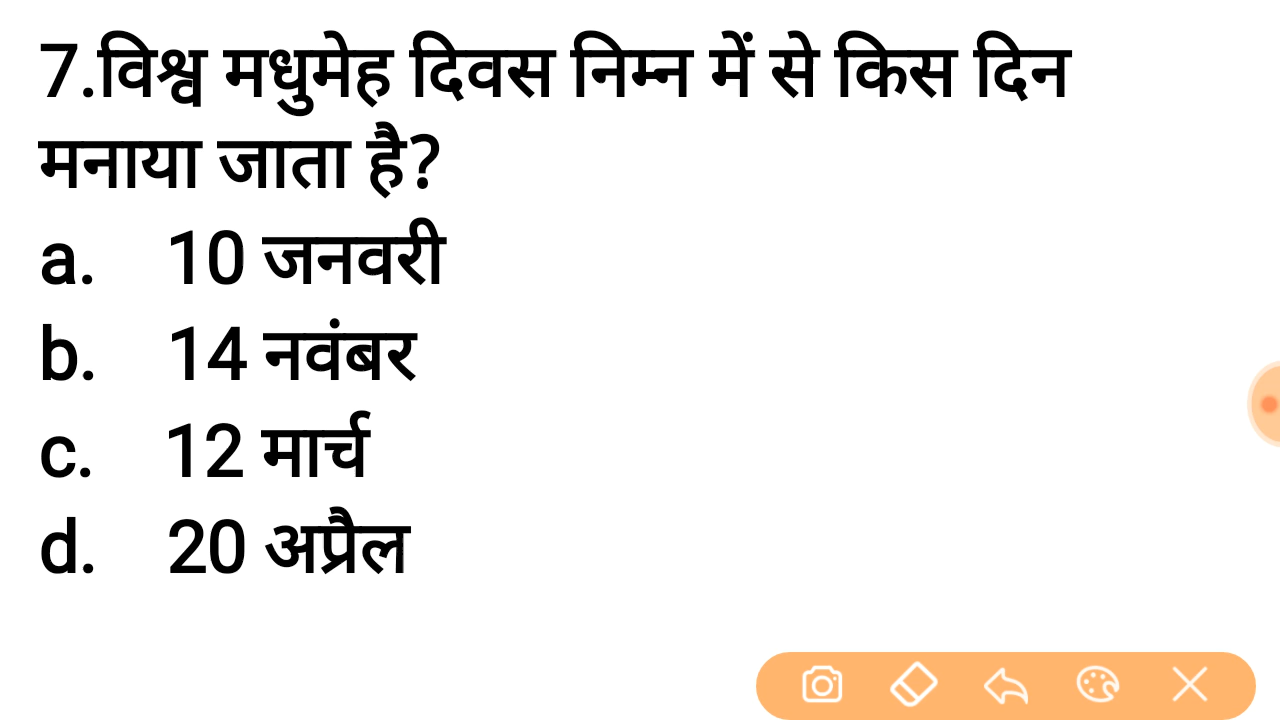 7.विश्व मधुमेह दिवस निम्न में से किस दिन
मनाया जाता है?
a. 10 जनवरी
b. 14 नवंबर
c. 12 मार्च
d. 20 अप्रैल